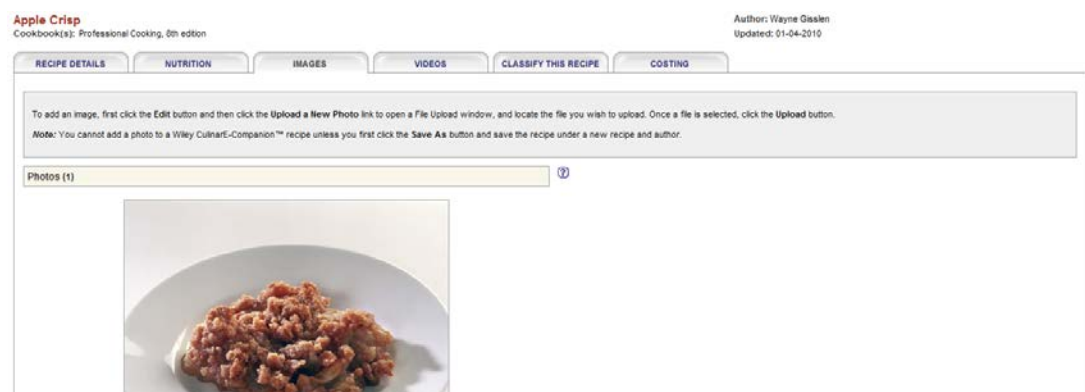 Apple Crisp
Cookbook(s): Professional Cooking, 8th edition
Author: Wayne Gisslen
Updated: 01-04-2010
RECIPE DETAILS
NUTRITION
IMAGES
VIDEOS
CLASSIFY THIS RECIPE
COSTING
To add an image, first click the Edit button and then click the Upload a New Photo link to open a File Upload window, and locate the file you wish to upload. Once a file is selected, click the Upload button.
Note: You cannot add a photo to a Wiley CulinarE-Companion™ recipe unless you first click the Save As button and save the recipe under a new recipe and author.
Photos (1)
?